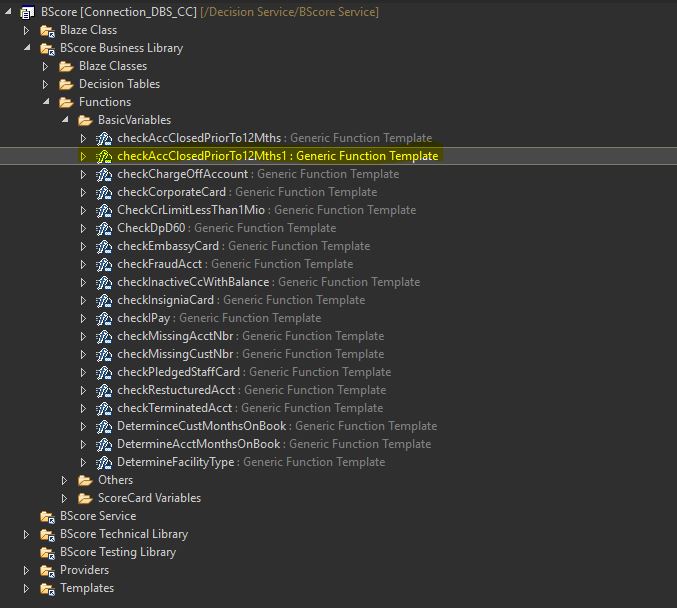 BScore [Connection_DBS_CC] [/Decision Service/BScore Service]
Blaze Class
BScore Business Library
Blaze Classes
Decision Tables
Functions
BasicVariables
checkAccClosedPriorTo12Mths : Generic Function Template
checkAccClosedPriorTo12Mths1 : Generic Function Template
checkChargeOffAccount : Generic Function Template
checkCorporateCard : Generic Function Template
CheckCrLimitLessThan1Mio : Generic Function Template
CheckDpD60 : Generic Function Template
checkEmbassyCard : Generic Function Template
checkFraudAcct : Generic Function Template
checkInactiveCcWithBalance : Generic Function Template
checkInsigniaCard : Generic Function Template
checkIPay : Generic Function Template
checkMissingAcctNbr : Generic Function Template
checkMissingCustNbr : Generic Function Template
checkPledgedStaffCard : Generic Function Template
checkRestucturedAcct : Generic Function Template
checkTerminatedAcct : Generic Function Template
DeterminceCustMonthsOnBook : Generic Function Template
DetermineAcctMonthsOnBook : Generic Function Template
DetermineFacilityType : Generic Function Template
Others
ScoreCard Variables
BScore Service
BScore Technical Library
BScore Testing Library
Providers
Templates